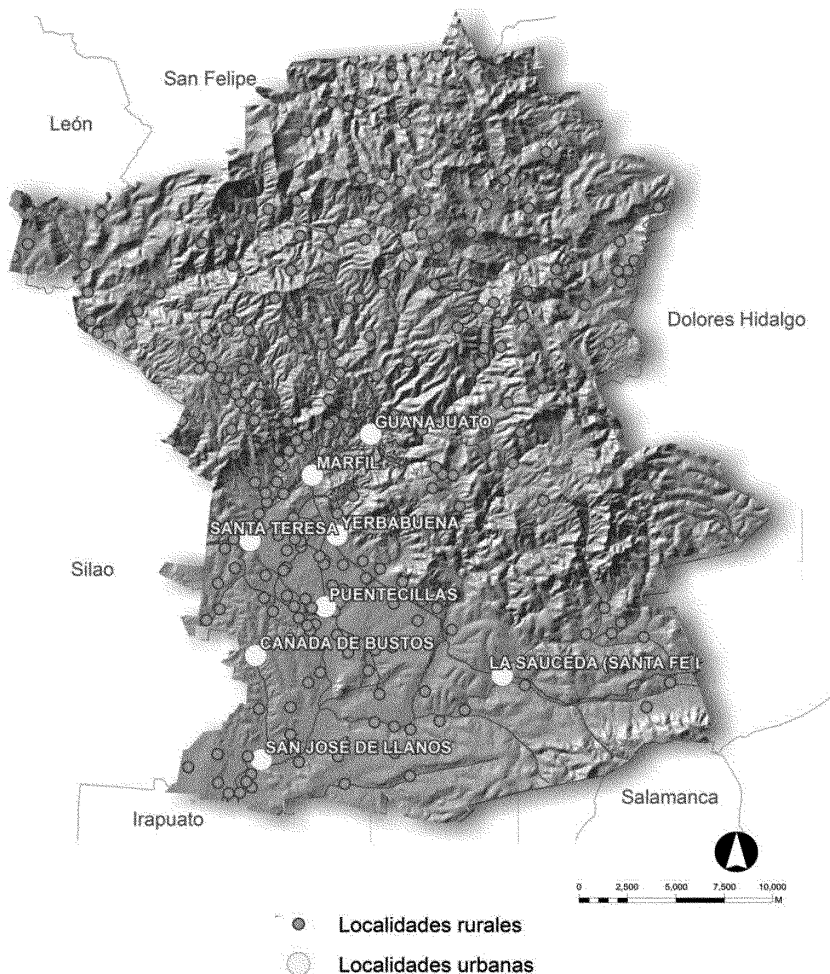 San Felipe
León
Dolores Hidalgo
GUANAJUATO
MARFIL
SANTA TERESA
YERBABUENA
Silao
PUENTECILLAS
CAÑADA DE BUSTOS
LA SAUCEDA (SANTA FE L
SAN JOSÉ DE LLANOS
Salamanca
Irapuato
0 2,500 5,000 7,500 10,000
M
Localidades rurales
Localidades urbanas